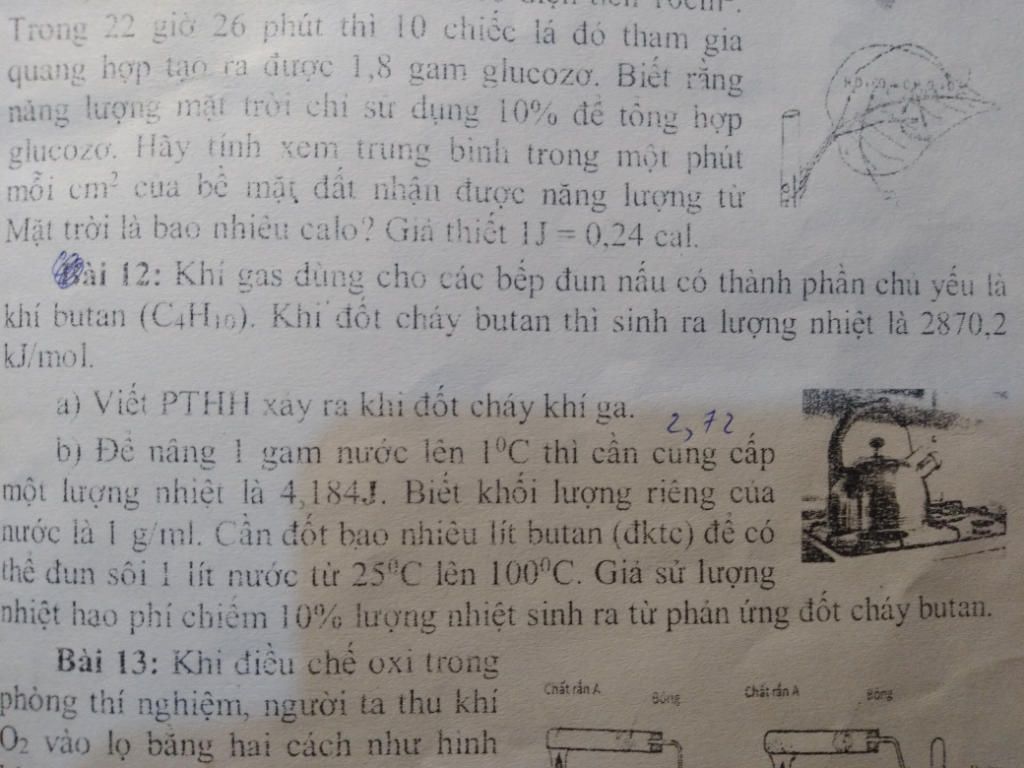 Trong 22 giờ 26 phút thì 10 chiếc lá đó tham gia
quang hợp tạo ra được 1,8 gam glucozơ. Biết rằng
năng lượng mặt trời chỉ sử dụng 10% để tổng hợp
glucozơ. Hãy tính xem trung bình trong một phút
mỗi cm² của bề mặt đất nhận được năng lượng từ
Mặt trời là bao nhiêu calo? Giả thiết 1J = 0,24 cal.
Bài 12: Khí gas dùng cho các bếp đun nấu có thành phần chủ yếu là
khí butan (C₄H₁₀). Khi đốt cháy butan thì sinh ra lượng nhiệt là 2870,2
kJ/mol.
a) Viết PTHH xảy ra khi đốt cháy khí ga.
2,72
b) Để nâng 1 gam nước lên 1⁰C thì cần cung cấp
một lượng nhiệt là 4,184J. Biết khối lượng riêng của
nước là 1 g/ml. Cần đốt bao nhiêu lít butan (đktc) để có
thể đun sôi 1 lít nước từ 25⁰C lên 100⁰C. Giả sử lượng
nhiệt hao phí chiếm 10% lượng nhiệt sinh ra từ phản ứng đốt cháy butan.
Bài 13: Khi điều chế oxi trong
phòng thí nghiệm, người ta thu khí
O₂ vào lọ bằng hai cách như hình
Chất rắn A Bông Chất rắn A Bông